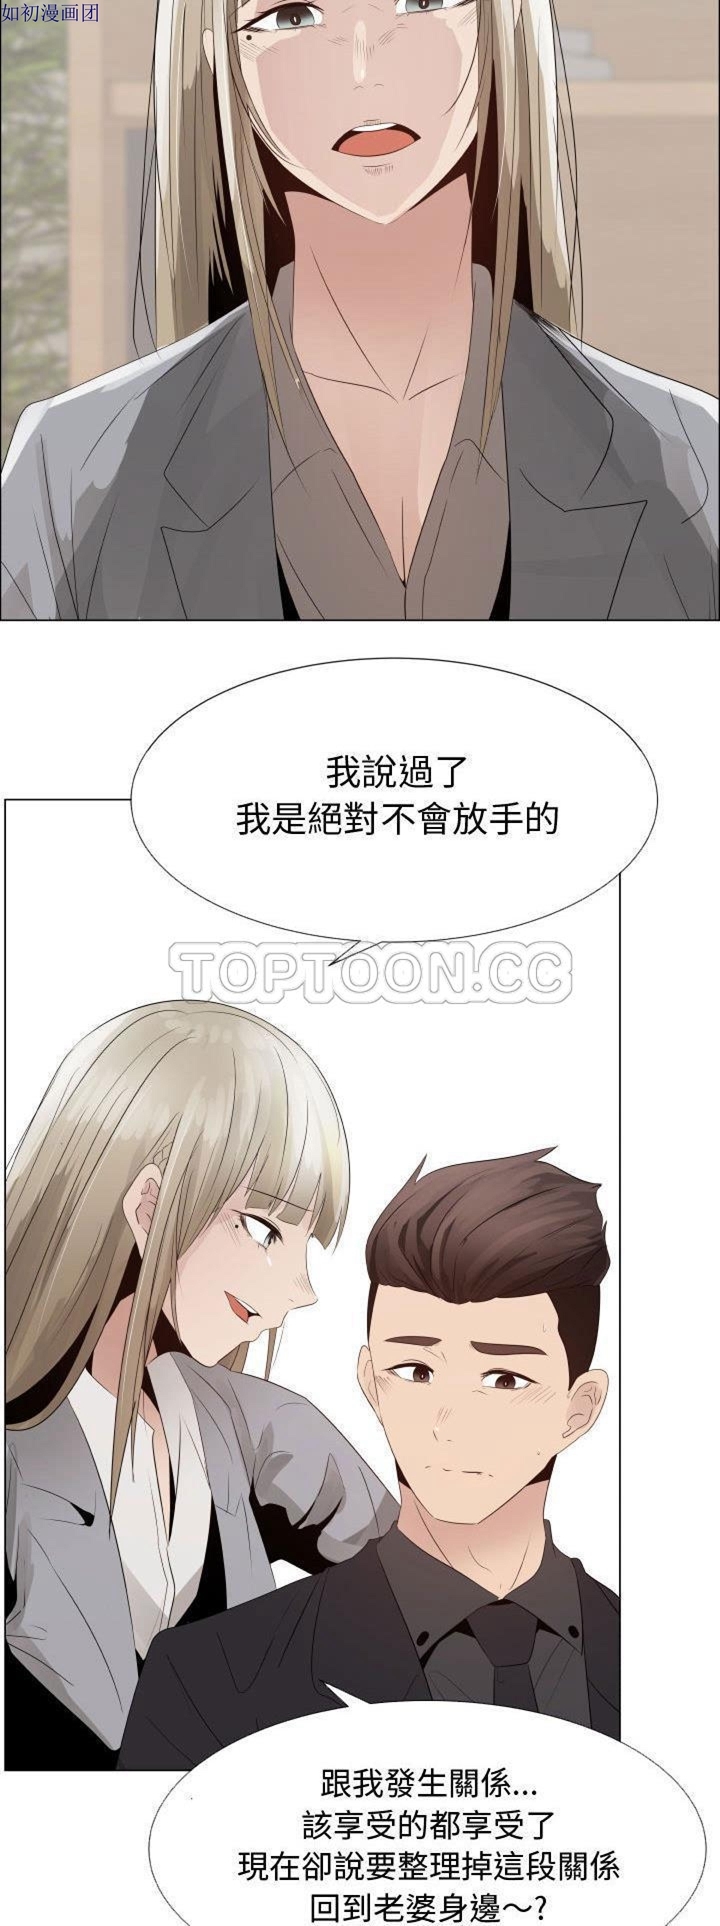 如初漫画团
我說過了
我是絕對不會放手的
TOPTOON.CC
跟我發生關係...
該享受的都享受了
現在卻說要整理掉這段關係
回到老婆身邊～?